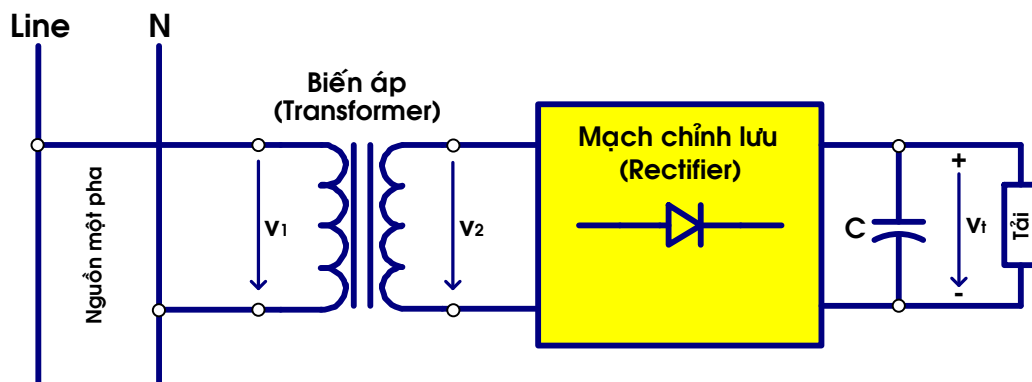 Line
N
Biến áp
(Transformer)
Mạch chỉnh lưu
(Rectifier)
Nguồn một pha
v1
v2
C
+
vt
-
Tải